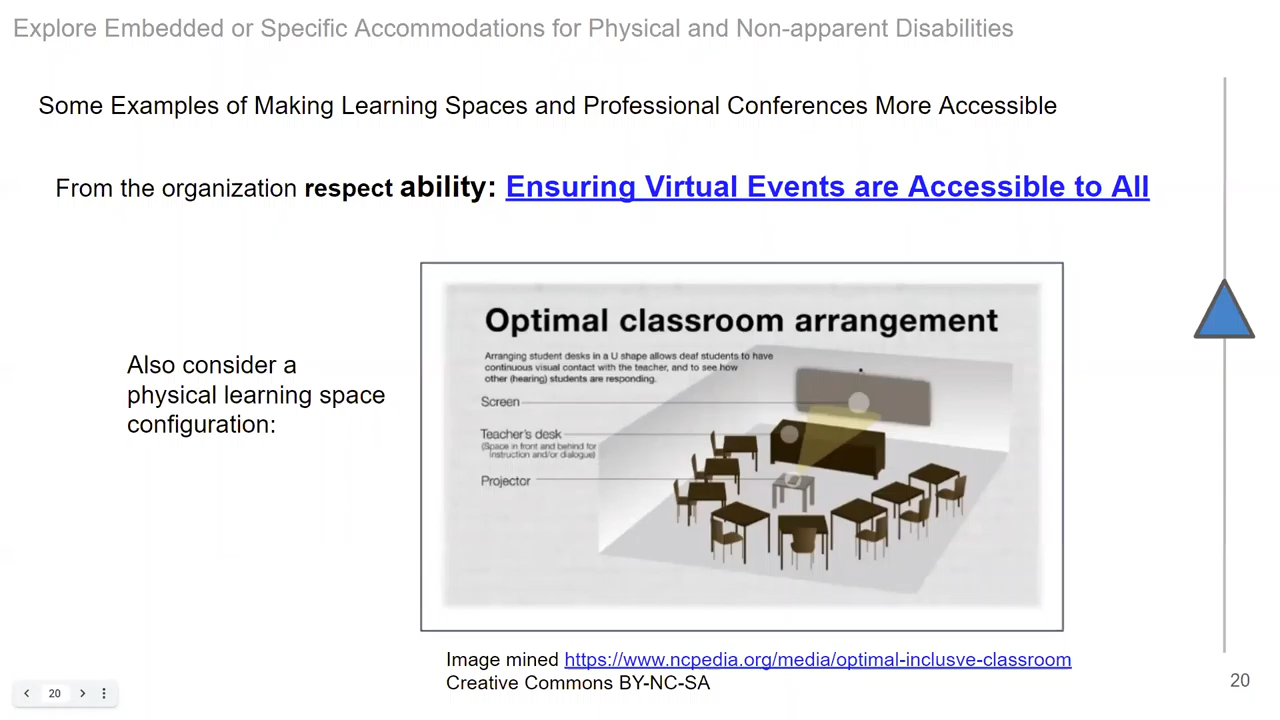 Explore Embedded or Specific Accommodations for Physical and Non-apparent Disabilities
Some Examples of Making Learning Spaces and Professional Conferences More Accessible
From the organization respect ability: Ensuring Virtual Events are Accessible to All
Also consider a
physical learning space
configuration:
Optimal classroom arrangement
Arranging student desks in a U shape allows deaf students to have
continuous visual contact with the teacher, and to see how
other (hearing) students are responding.
Screen
Teacher's desk
(Space in front and behind for
instruction and/or dialogue)
Projector
Image mined https://www.ncpedia.org/media/optimal-inclusve-classroom
Creative Commons BY-NC-SA
20
20